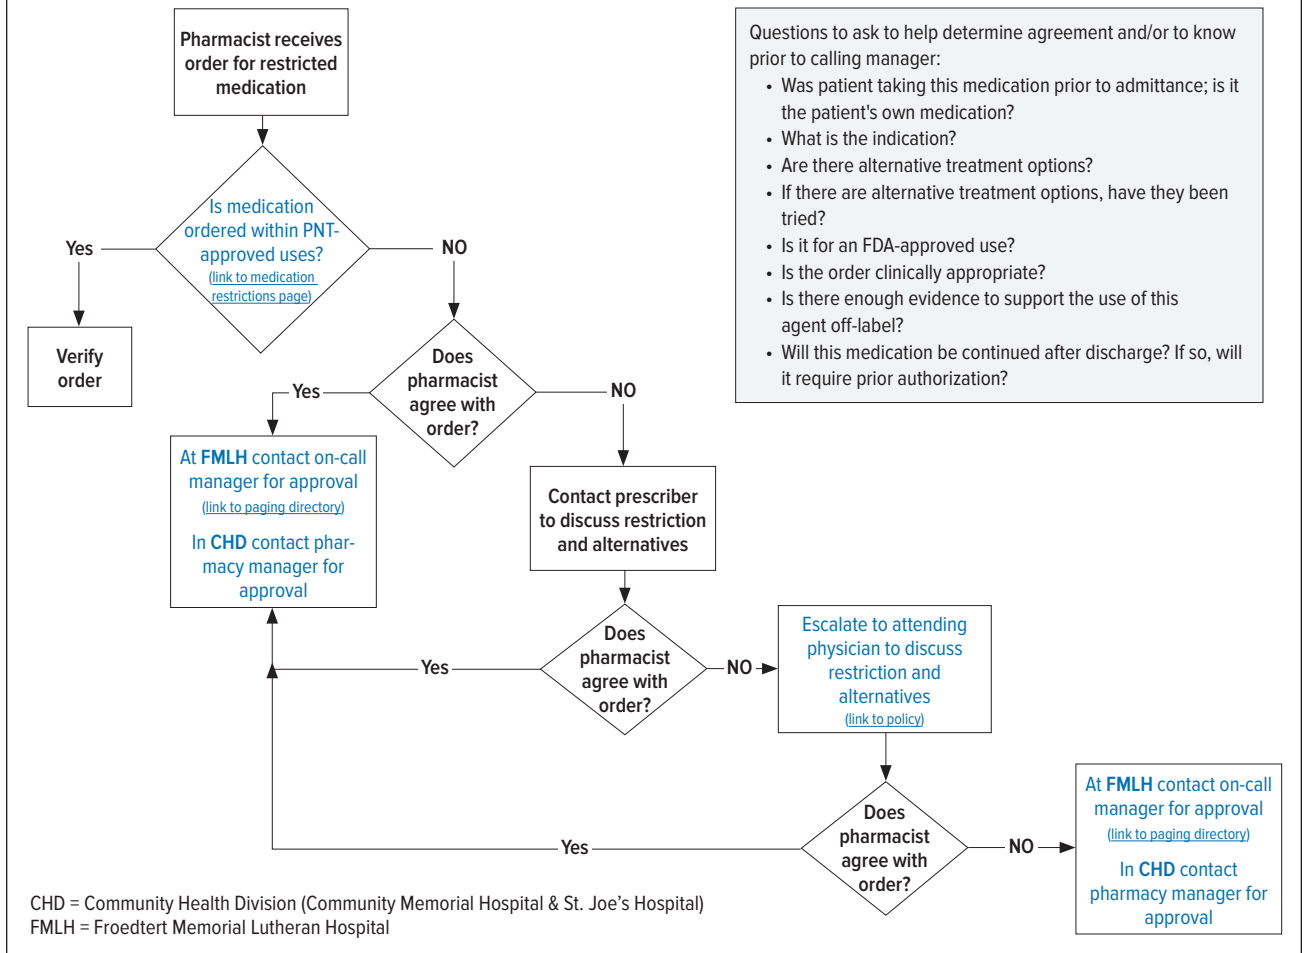 Pharmacist receives
order for restricted
medication
Questions to ask to help determine agreement and/or to know
prior to calling manager:
• Was patient taking this medication prior to admittance; is it
the patient's own medication?
• What is the indication?
• Are there alternative treatment options?
• If there are alternative treatment options, have they been
tried?
• Is it for an FDA-approved use?
• Is the order clinically appropriate?
• Is there enough evidence to support the use of this
agent off-label?
• Will this medication be continued after discharge? If so, will
it require prior authorization?
Is medication
ordered within PNT-
approved uses?
(link to medication
restrictions page)
Yes
NO
Verify
order
Does
pharmacist
agree with
order?
Yes
NO
At FMLH contact on-call
manager for approval
(link to paging directory)
In CHD contact phar-
macy manager for
approval
Contact prescriber
to discuss restriction
and alternatives
Does
pharmacist
agree with
order?
Yes
NO
Escalate to attending
physician to discuss
restriction and
alternatives
(link to policy)
Does
pharmacist
agree with
order?
Yes
NO
At FMLH contact on-call
manager for approval
(link to paging directory)
In CHD contact
pharmacy manager for
approval
CHD = Community Health Division (Community Memorial Hospital & St. Joe’s Hospital)
FMLH = Froedtert Memorial Lutheran Hospital